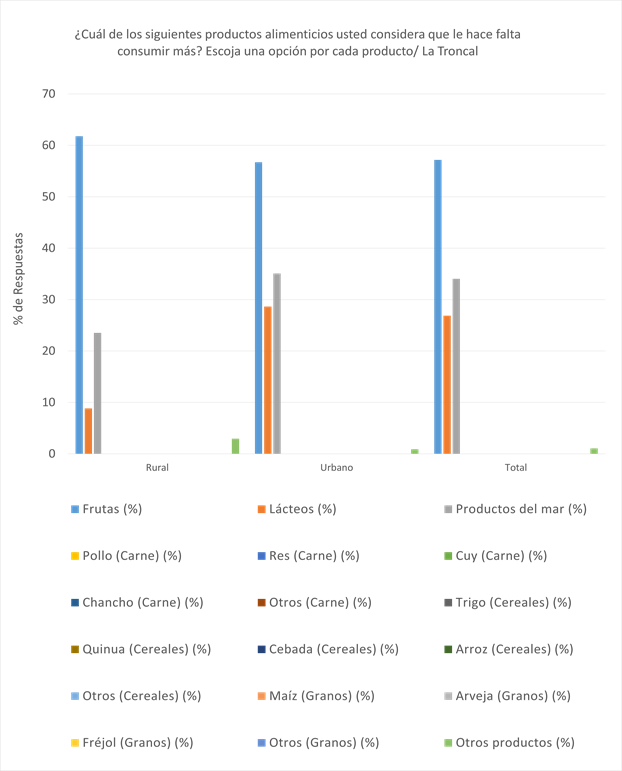 ¿Cuál de los siguientes productos alimenticios usted considera que le hace falta
consumir más? Escoja una opción por cada producto/ La Troncal
% de Respuestas
70
60
50
40
30
20
10
0
Rural Urbano Total
Frutas (%) Lácteos (%) Productos del mar (%)
Pollo (Carne) (%) Res (Carne) (%) Cuy (Carne) (%)
Chancho (Carne) (%) Otros (Carne) (%) Trigo (Cereales) (%)
Quinua (Cereales) (%) Cebada (Cereales) (%) Arroz (Cereales) (%)
Otros (Cereales) (%) Maíz (Granos) (%) Arveja (Granos) (%)
Fréjol (Granos) (%) Otros (Granos) (%) Otros productos (%)